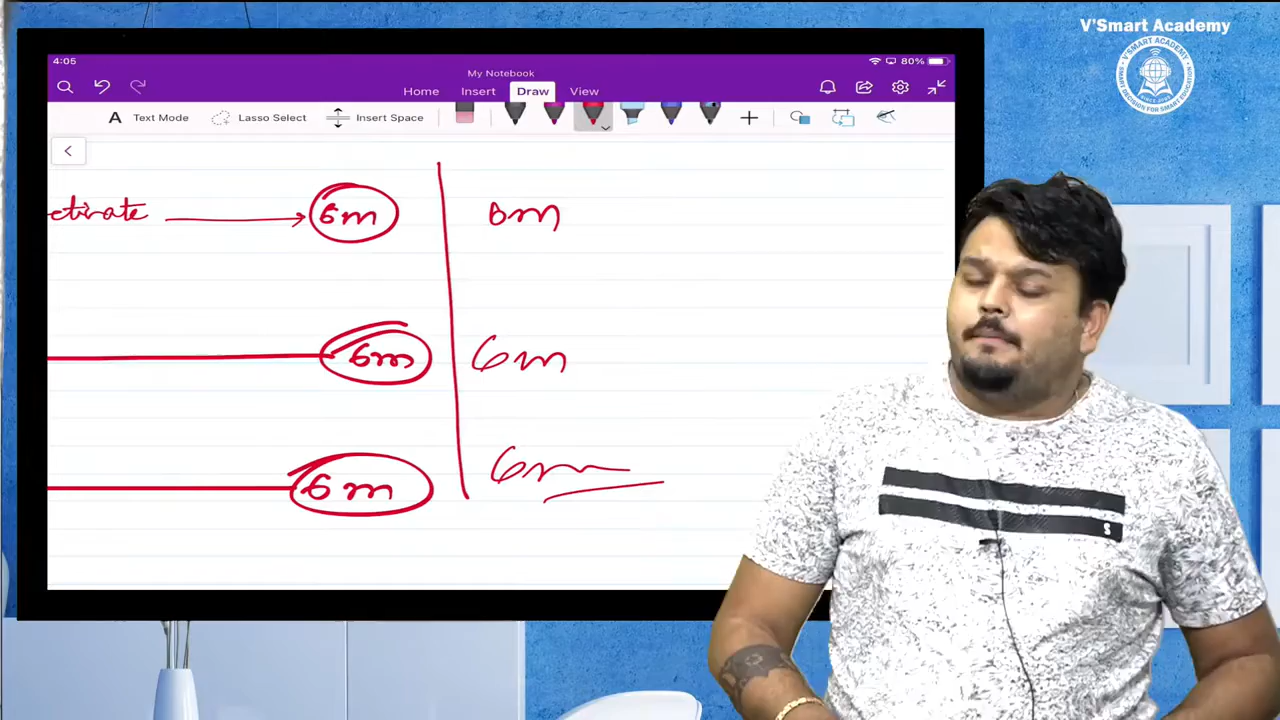 V'Smart Academy
4:05
80%
My Notebook
Home Insert Draw View
Text Mode Lasso Select Insert Space
6m 6m
6m 6m
6m 6m
S